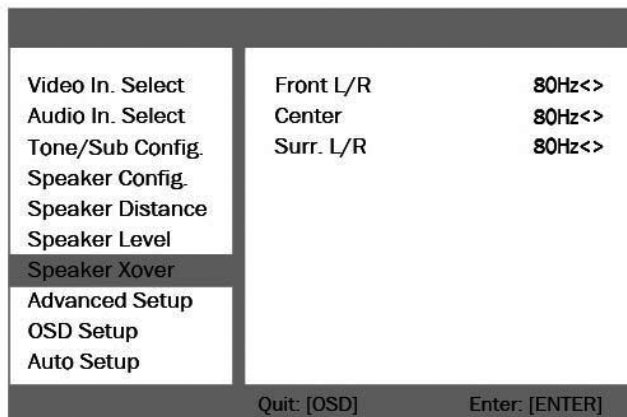 Video In. Select
Audio In. Select
Tone/Sub Config.
Speaker Config.
Speaker Distance
Speaker Level
Speaker Xover
Advanced Setup
OSD Setup
Auto Setup
Front L/R 80Hz<>
Center 80Hz<>
Surr. L/R 80Hz<>
Quit: [OSD] Enter: [ENTER]